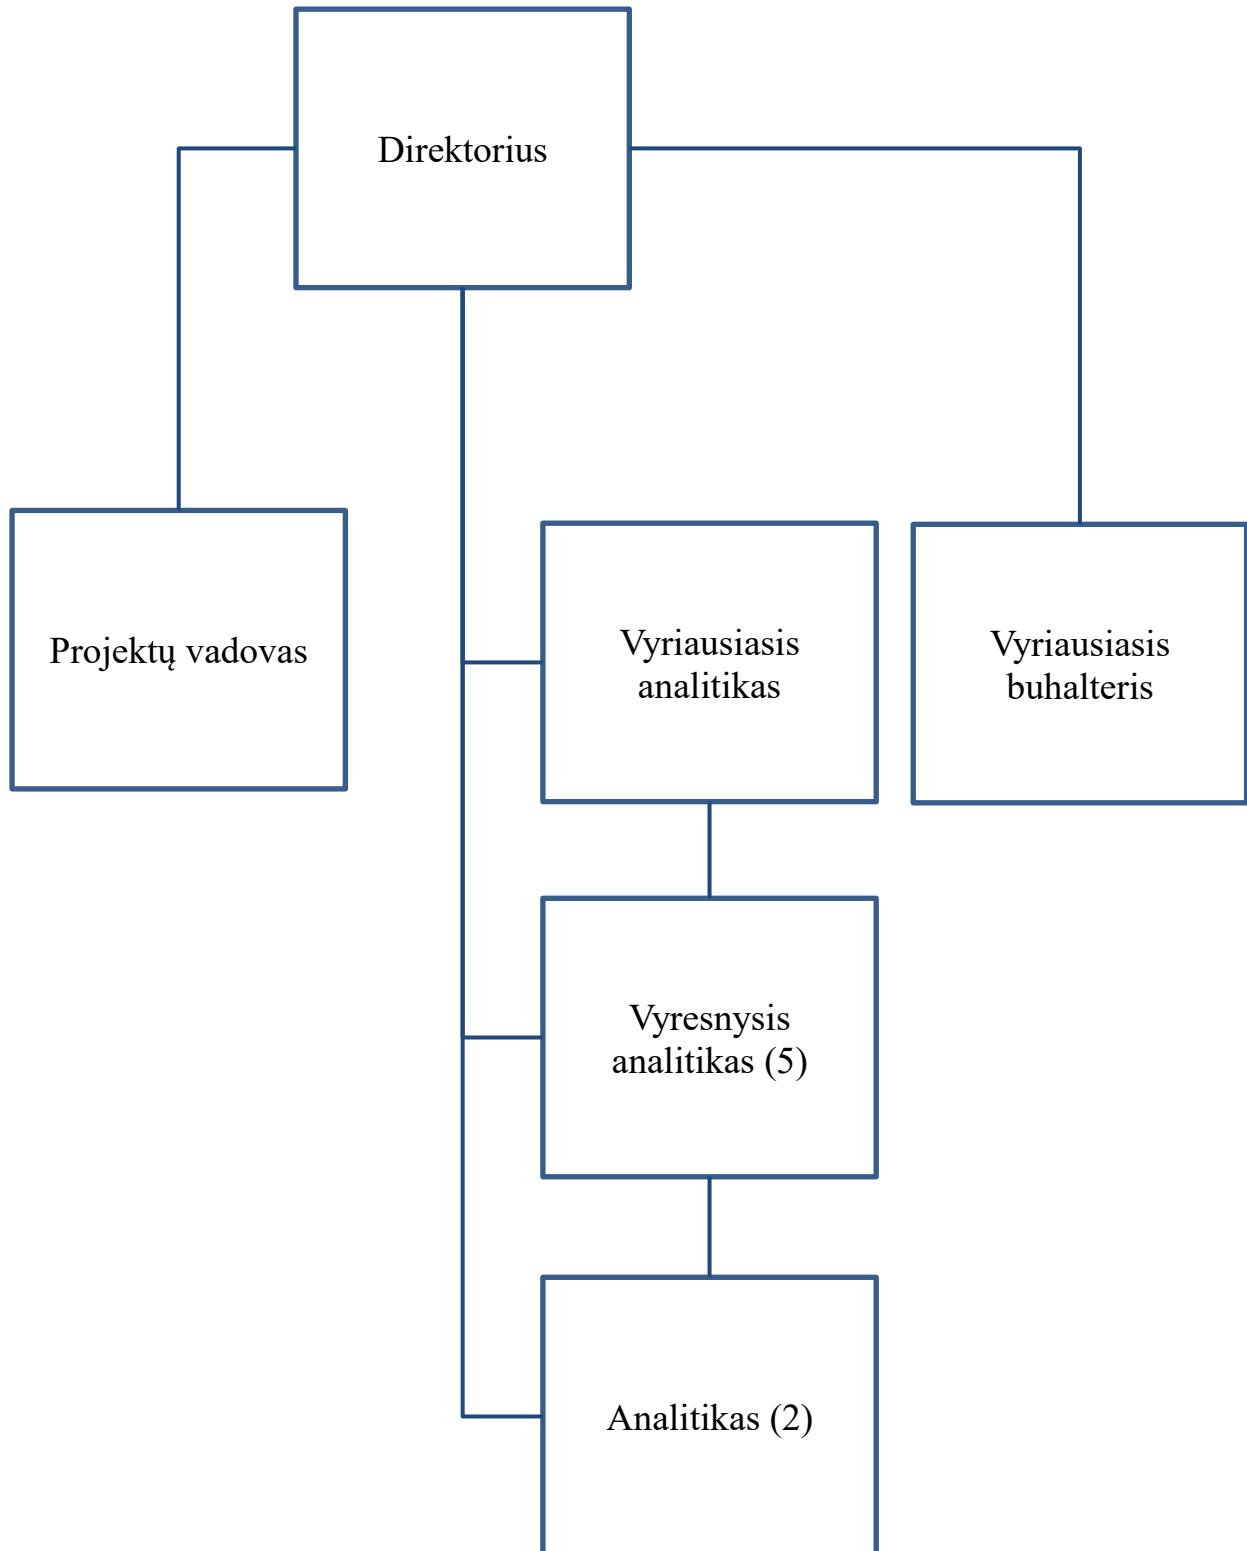 Direktorius
Projektų vadovas
Vyriausiasis
analitikas
Vyriausiasis
buhalteris
Vyresnysis
analitikas (5)
Analitikas (2)